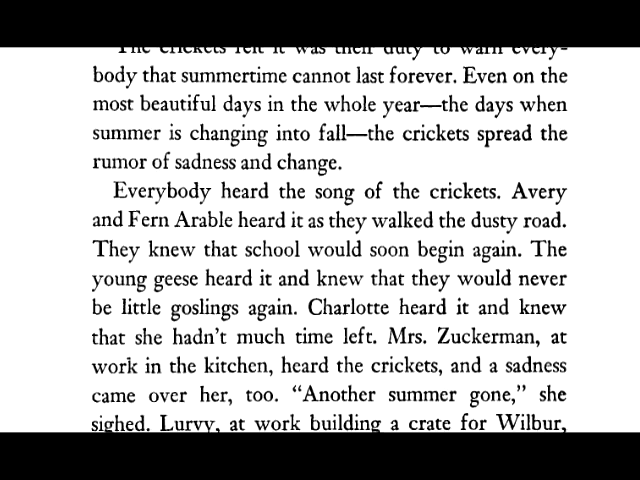 The crickets felt it was their duty to warn every-
body that summertime cannot last forever. Even on the
most beautiful days in the whole year—the days when
summer is changing into fall—the crickets spread the
rumor of sadness and change.
Everybody heard the song of the crickets. Avery
and Fern Arable heard it as they walked the dusty road.
They knew that school would soon begin again. The
young geese heard it and knew that they would never
be little goslings again. Charlotte heard it and knew
that she hadn't much time left. Mrs. Zuckerman, at
work in the kitchen, heard the crickets, and a sadness
came over her, too. “Another summer gone,” she
sighed. Lurvy, at work building a crate for Wilbur,